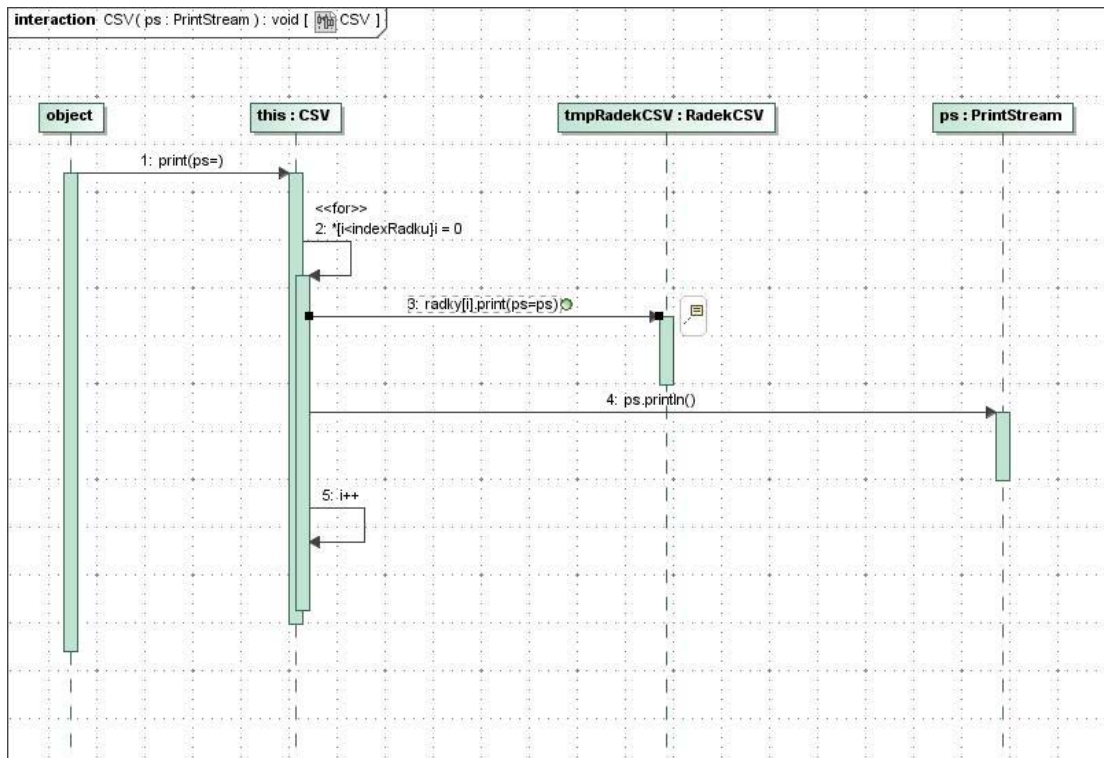 interaction CSV( ps : PrintStream ) : void [ CSV ]
object
this : CSV
tmpRadekCSV : RadekCSV
ps : PrintStream
1: print(ps=)
<<for>>
2: *[i<indexRadku]i = 0
3: radky[i].print(ps=ps)
4: ps.println()
5: i++